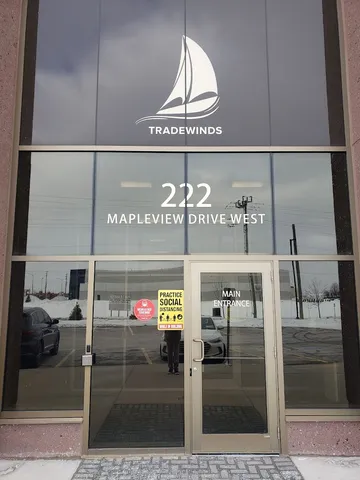 TRADEWINDS
222
MAPLEVIEW DRIVE WEST
MAIN
ENTRANCE
PRACTICE
SOCIAL
DISTANCING